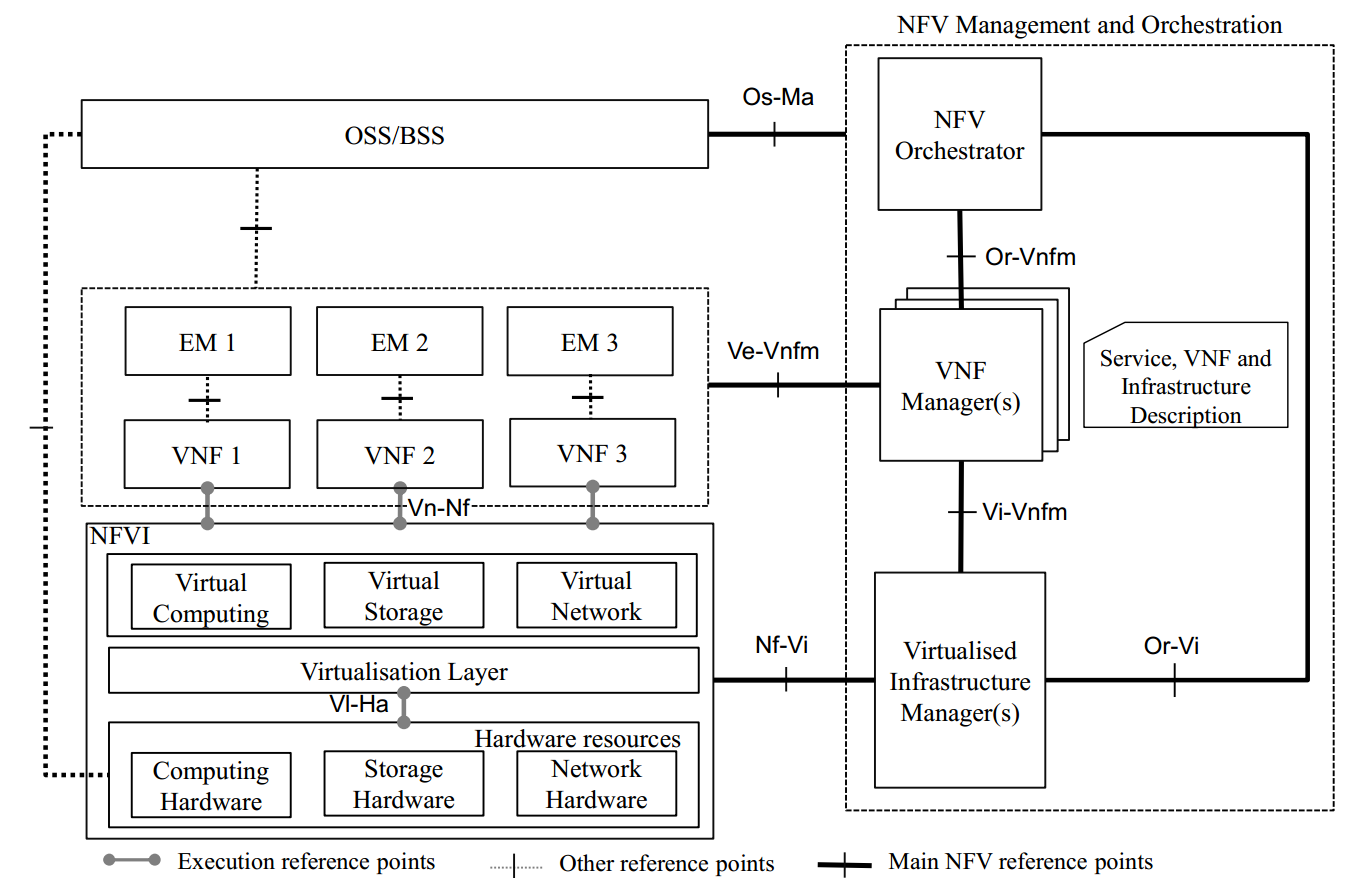 NFV Management and Orchestration
Os-Ma
OSS/BSS
NFV
Orchestrator
Or-Vnfm
EM 1
EM 2
EM 3
Ve-Vnfm
VNF
Manager(s)
Service, VNF and
Infrastructure
Description
VNF 1
VNF 2
VNF 3
Vn-Nf
Vi-Vnfm
NFVI
Virtual
Computing
Virtual
Storage
Virtual
Network
Nf-Vi
Virtualised
Infrastructure
Manager(s)
Or-Vi
Virtualisation Layer
Vl-Ha
Hardware resources
Computing
Hardware
Storage
Hardware
Network
Hardware
Execution reference points
Other reference points
Main NFV reference points